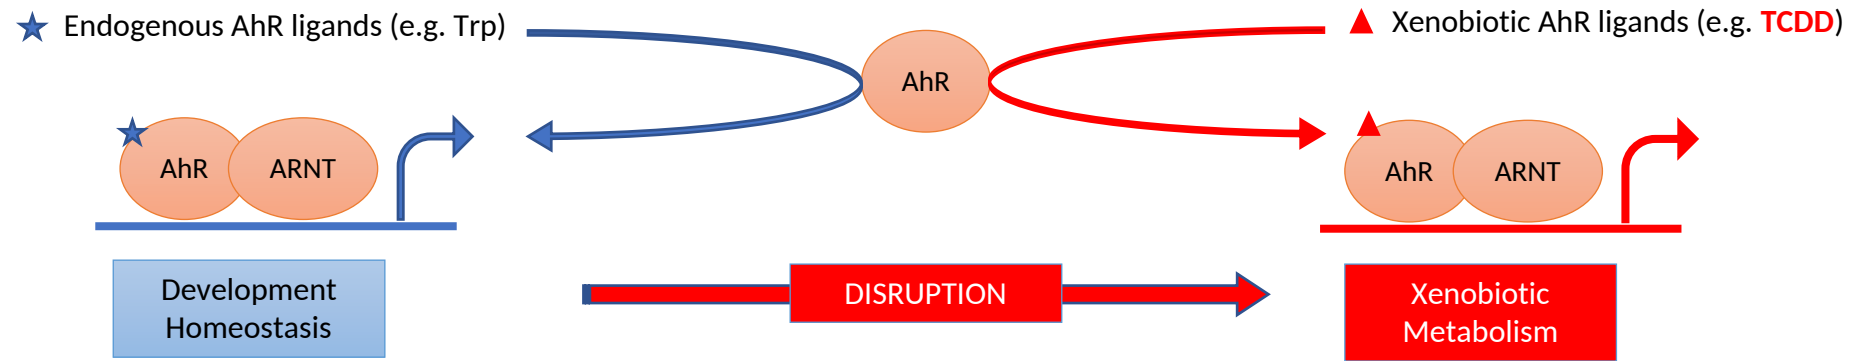 Endogenous AhR ligands (e.g. Trp)
AhR
Xenobiotic AhR ligands (e.g. TCDD)
AhR
ARNT
AhR
ARNT
Development
Homeostasis
DISRUPTION
Xenobiotic
Metabolism